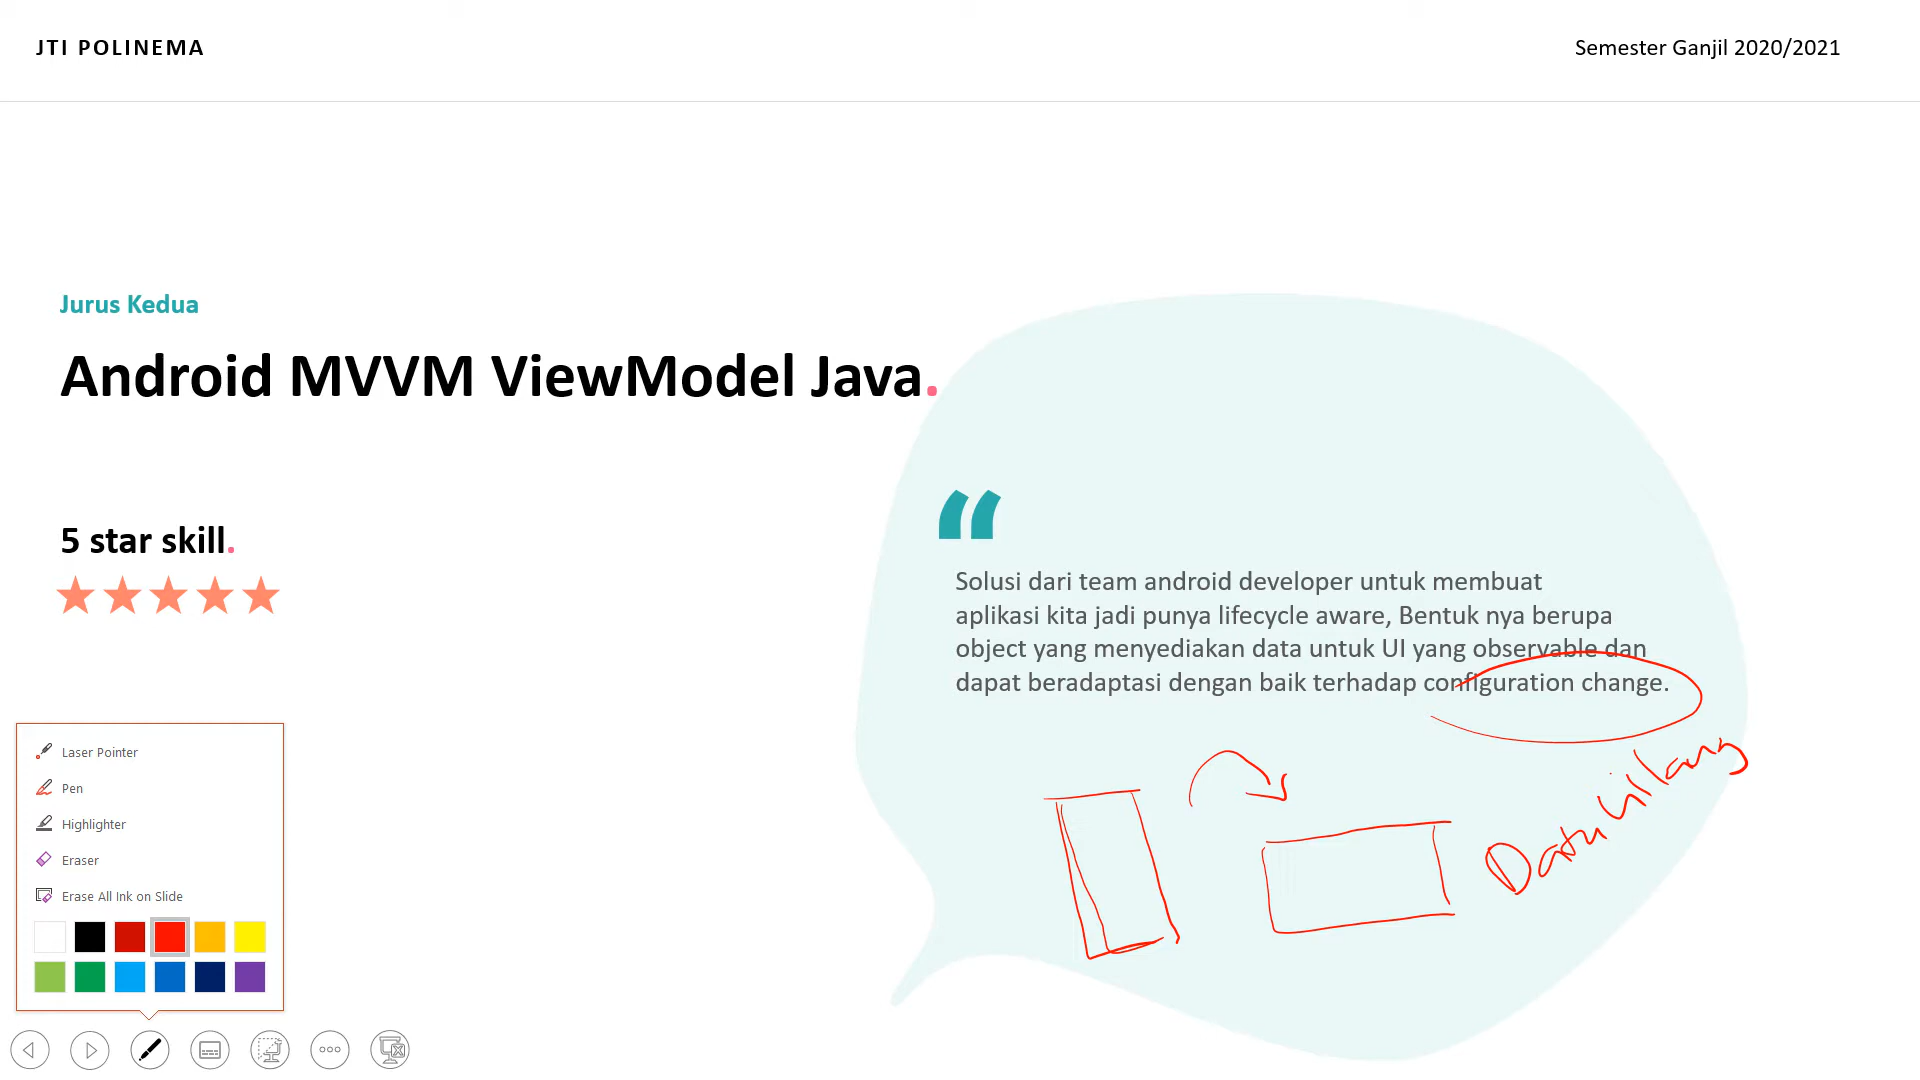 JTI POLINEMA
Semester Ganjil 2020/2021
Jurus Kedua
Android MVVM ViewModel Java.
5 star skill.
“
Solusi dari team android developer untuk membuat
aplikasi kita jadi punya lifecycle aware, Bentuk nya berupa
object yang menyediakan data untuk UI yang observable dan
dapat beradaptasi dengan baik terhadap configuration change.
Data hilang
Laser Pointer
Pen
Highlighter
Eraser
Erase All Ink on Slide